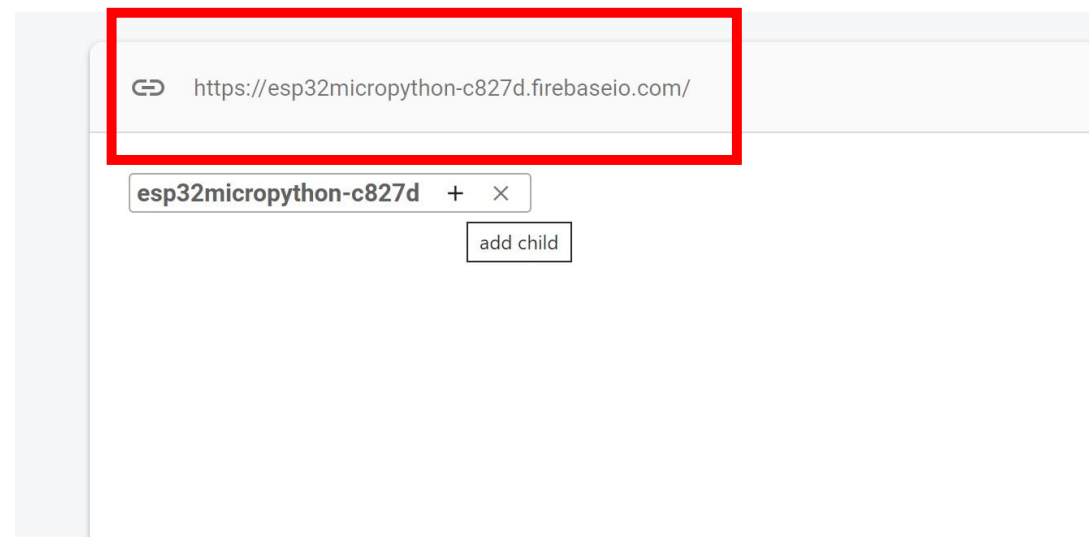 https://esp32micropython-c827d.firebaseio.com/
esp32micropython-c827d + ×
add child